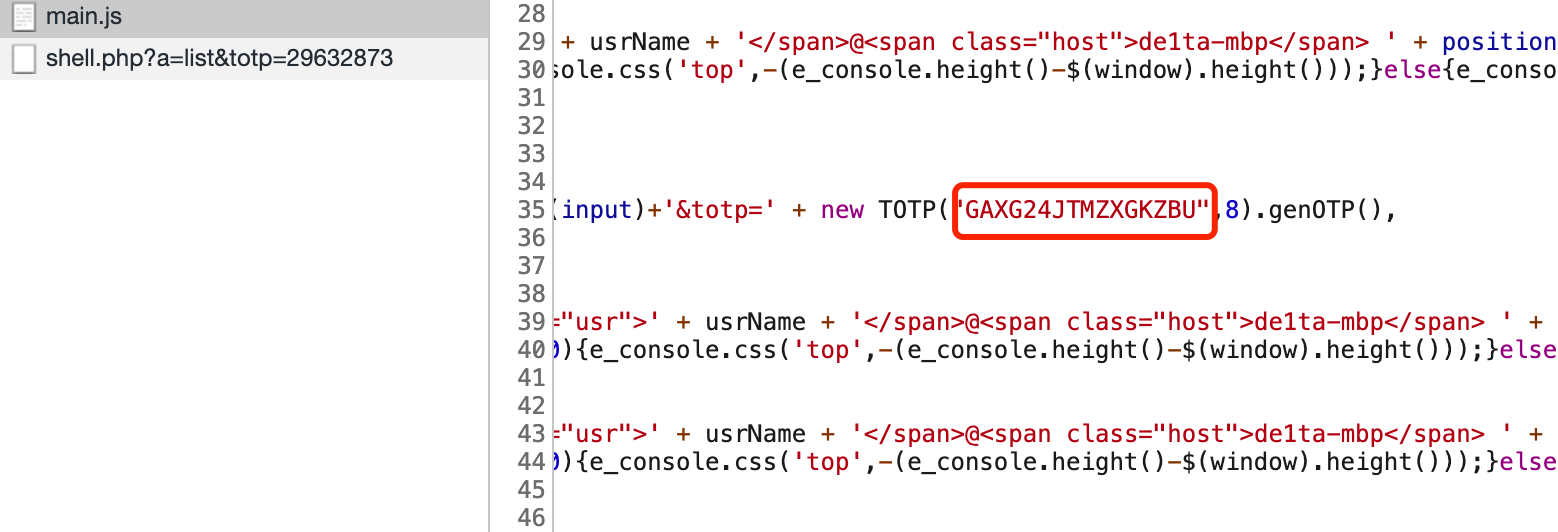 main.js
shell.php?a=list&totp=29632873
28
29 + usrName + '</span>@<span class="host">de1ta-mbp</span> ' + position
30 sole.css('top',-(e_console.height()-$(window).height()));}else{e_conso
31
32
33
34
35 (input)+'&totp=' + new TOTP("GAXG24JTMZXGKZBU",8).genOTP(),
36
37
38
39 ="usr">' + usrName + '</span>@<span class="host">de1ta-mbp</span> ' +
40 0){e_console.css('top',-(e_console.height()-$(window).height()));}else
41
42
43 ="usr">' + usrName + '</span>@<span class="host">de1ta-mbp</span> ' +
44 0){e_console.css('top',-(e_console.height()-$(window).height()));}else
45
46